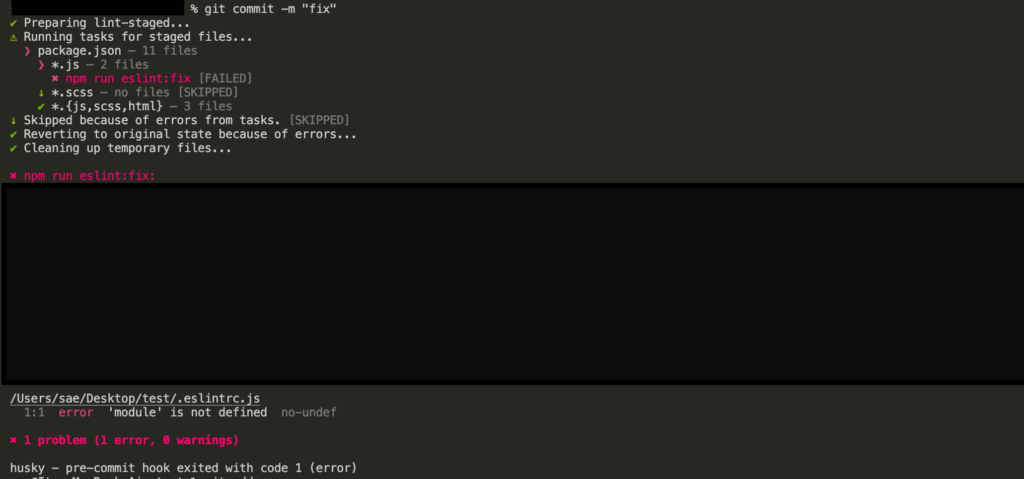 % git commit -m "fix"
✔ Preparing lint-staged...
⚠ Running tasks for staged files...
❯ package.json — 11 files
❯ *.js — 2 files
✖ npm run eslint:fix [FAILED]
↓ *.scss — no files [SKIPPED]
✔ *.{js,scss,html} — 3 files
↓ Skipped because of errors from tasks. [SKIPPED]
✔ Reverting to original state because of errors...
✔ Cleaning up temporary files...
✖ npm run eslint:fix:
/Users/sae/Desktop/test/.eslintrc.js
1:1 error 'module' is not defined no-undef
✖ 1 problem (1 error, 0 warnings)
husky - pre-commit hook exited with code 1 (error)